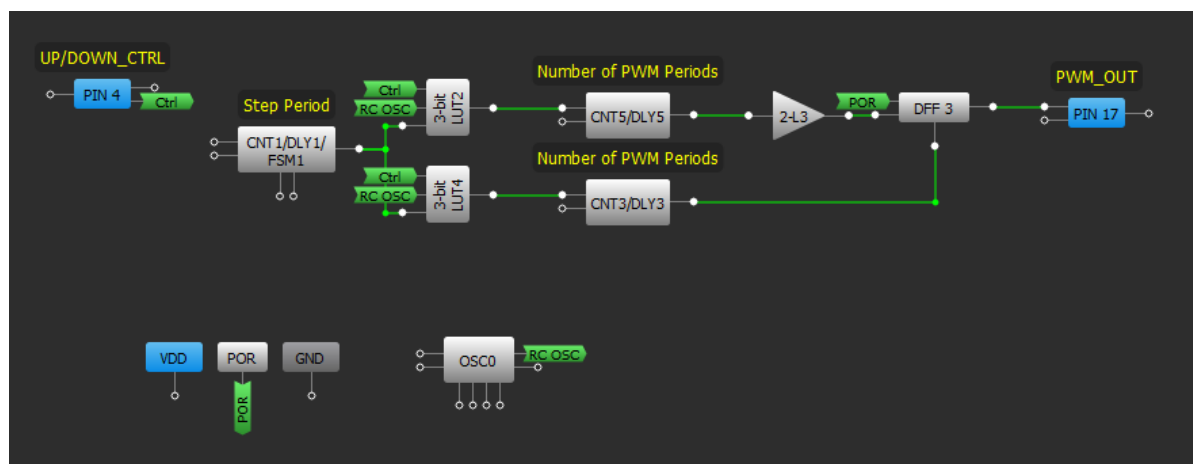 UP/DOWN_CTRL
PIN 4
Ctrl
Step Period
CNT1/DLY1/
FSM1
Ctrl
RC OSC
3-bit
LUT2
Ctrl
RC OSC
3-bit
LUT4
Number of PWM Periods
CNT5/DLY5
Number of PWM Periods
CNT3/DLY3
2-L3
POR
DFF 3
PWM_OUT
PIN 17
VDD
POR
GND
POR
OSC0
RC OSC